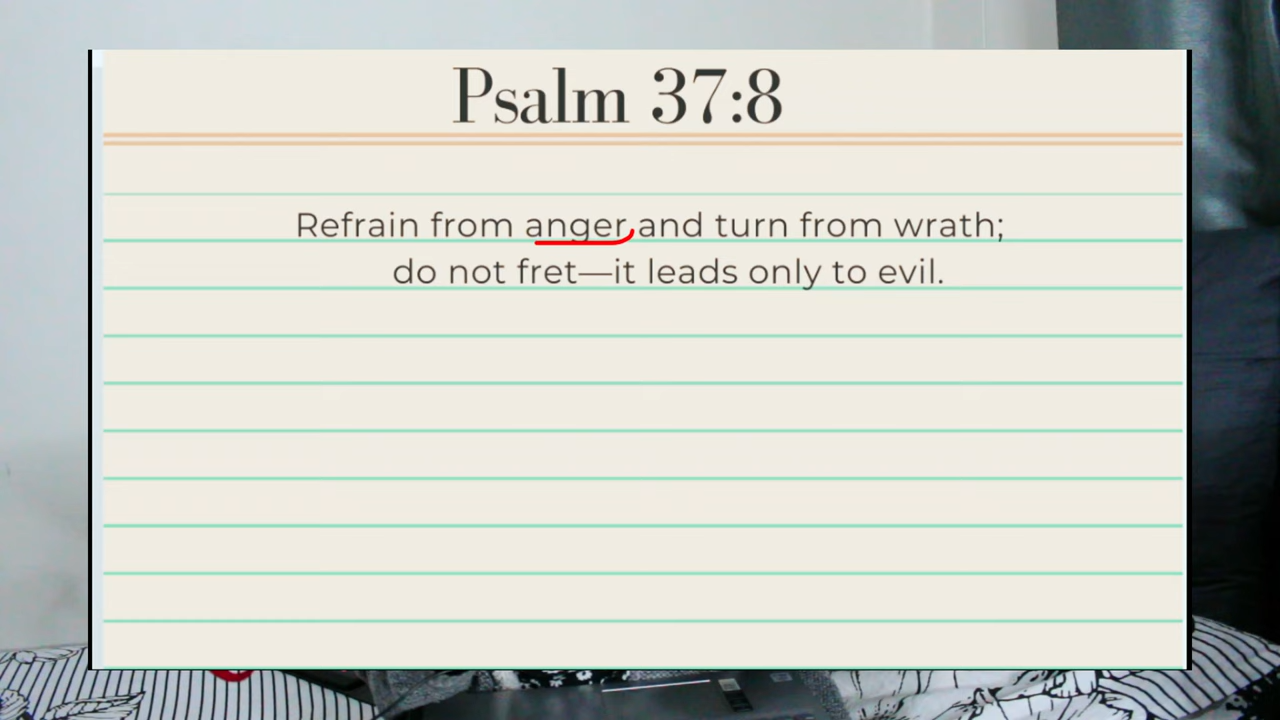 Psalm 37:8
Refrain from anger and turn from wrath;
do not fret—it leads only to evil.